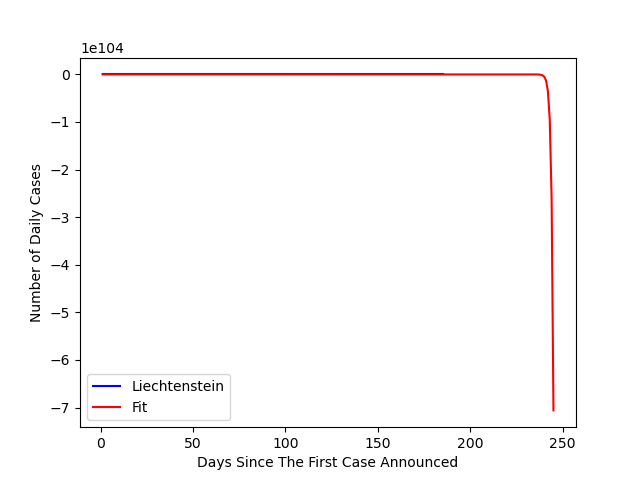 1e104
0
−1
−2
−3
−4
−5
−6
−7
Number of Daily Cases
Liechtenstein
Fit
0
50
100
150
200
250
Days Since The First Case Announced